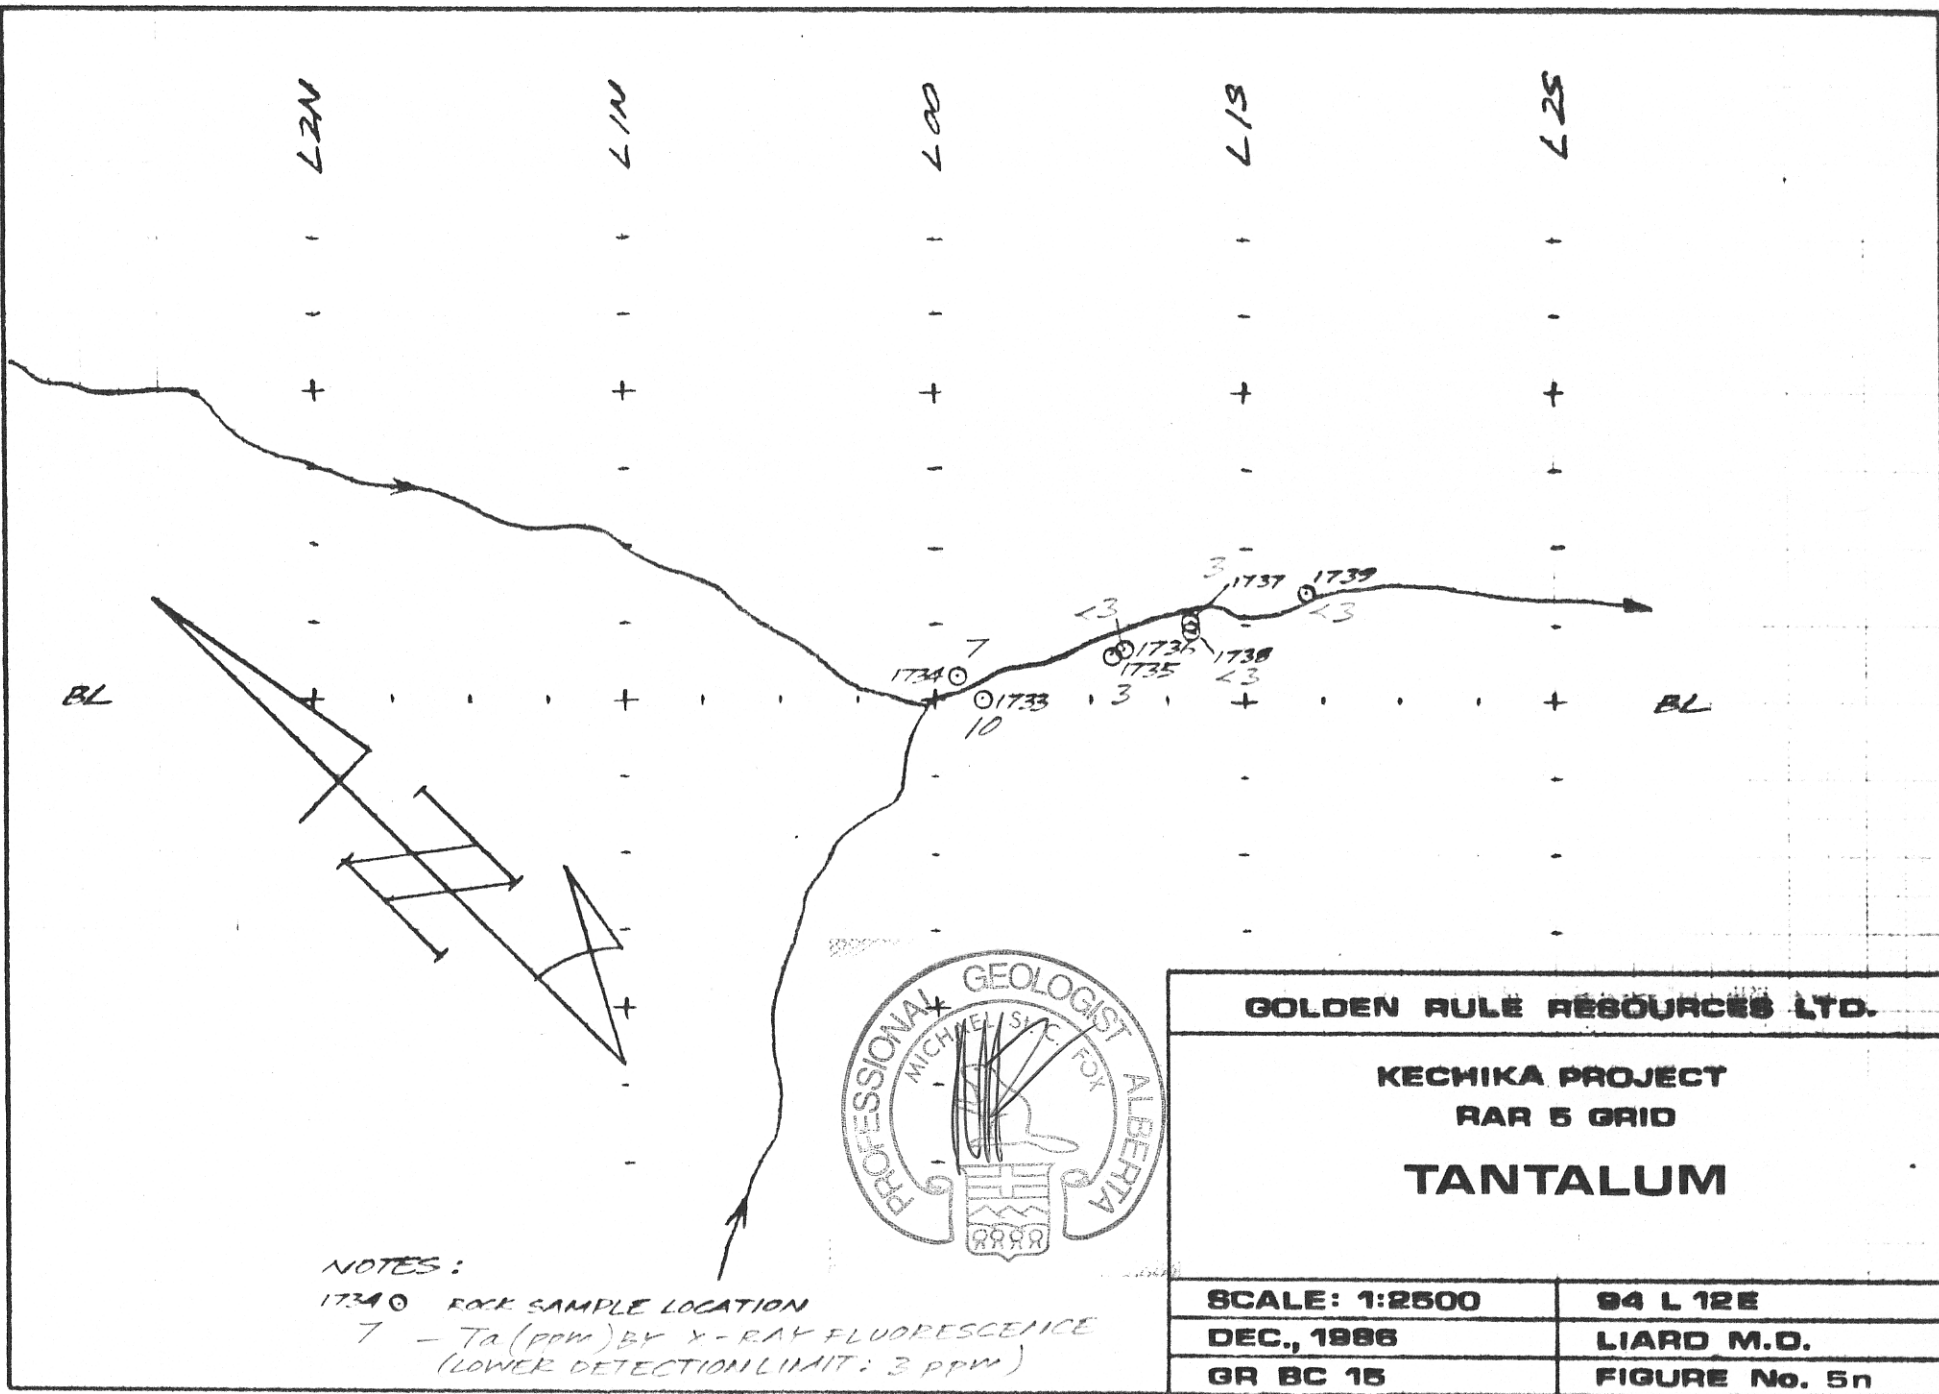 L2N
L1N
L00
L1S
L2S
3
1737
1739
<3
<3
7
1736
1738
1734
1735
<3
BL
1733
3
BL
10
N
PROFESSIONAL GEOLOGIST ALBERTA
MICHAEL ST. C. FOX
GOLDEN RULE RESOURCES LTD.
KECHIKA PROJECT
RAR 5 GRID
TANTALUM
NOTES :
1734 ROCK SAMPLE LOCATION
7 - Ta (ppm) BY X-RAY FLUORESCENCE
(LOWER DETECTION LIMIT : 3 ppm)
SCALE: 1:2500
94 L 12E
DEC., 1986
LIARD M.D.
GR BC 15
FIGURE No. 5n